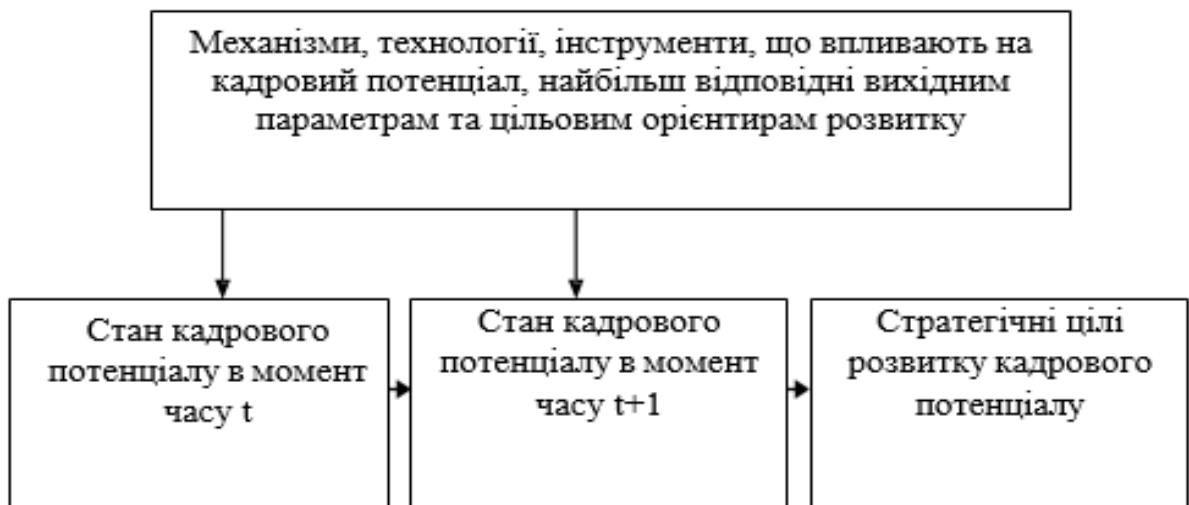 Механізми, технології, інструменти, що впливають на
кадровий потенціал, найбільш відповідні вихідним
параметрам та цільовим орієнтирам розвитку
Стан кадрового
потенціалу в момент
часу t
Стан кадрового
потенціалу в момент
часу t+1
Стратегічні цілі
розвитку кадрового
потенціалу